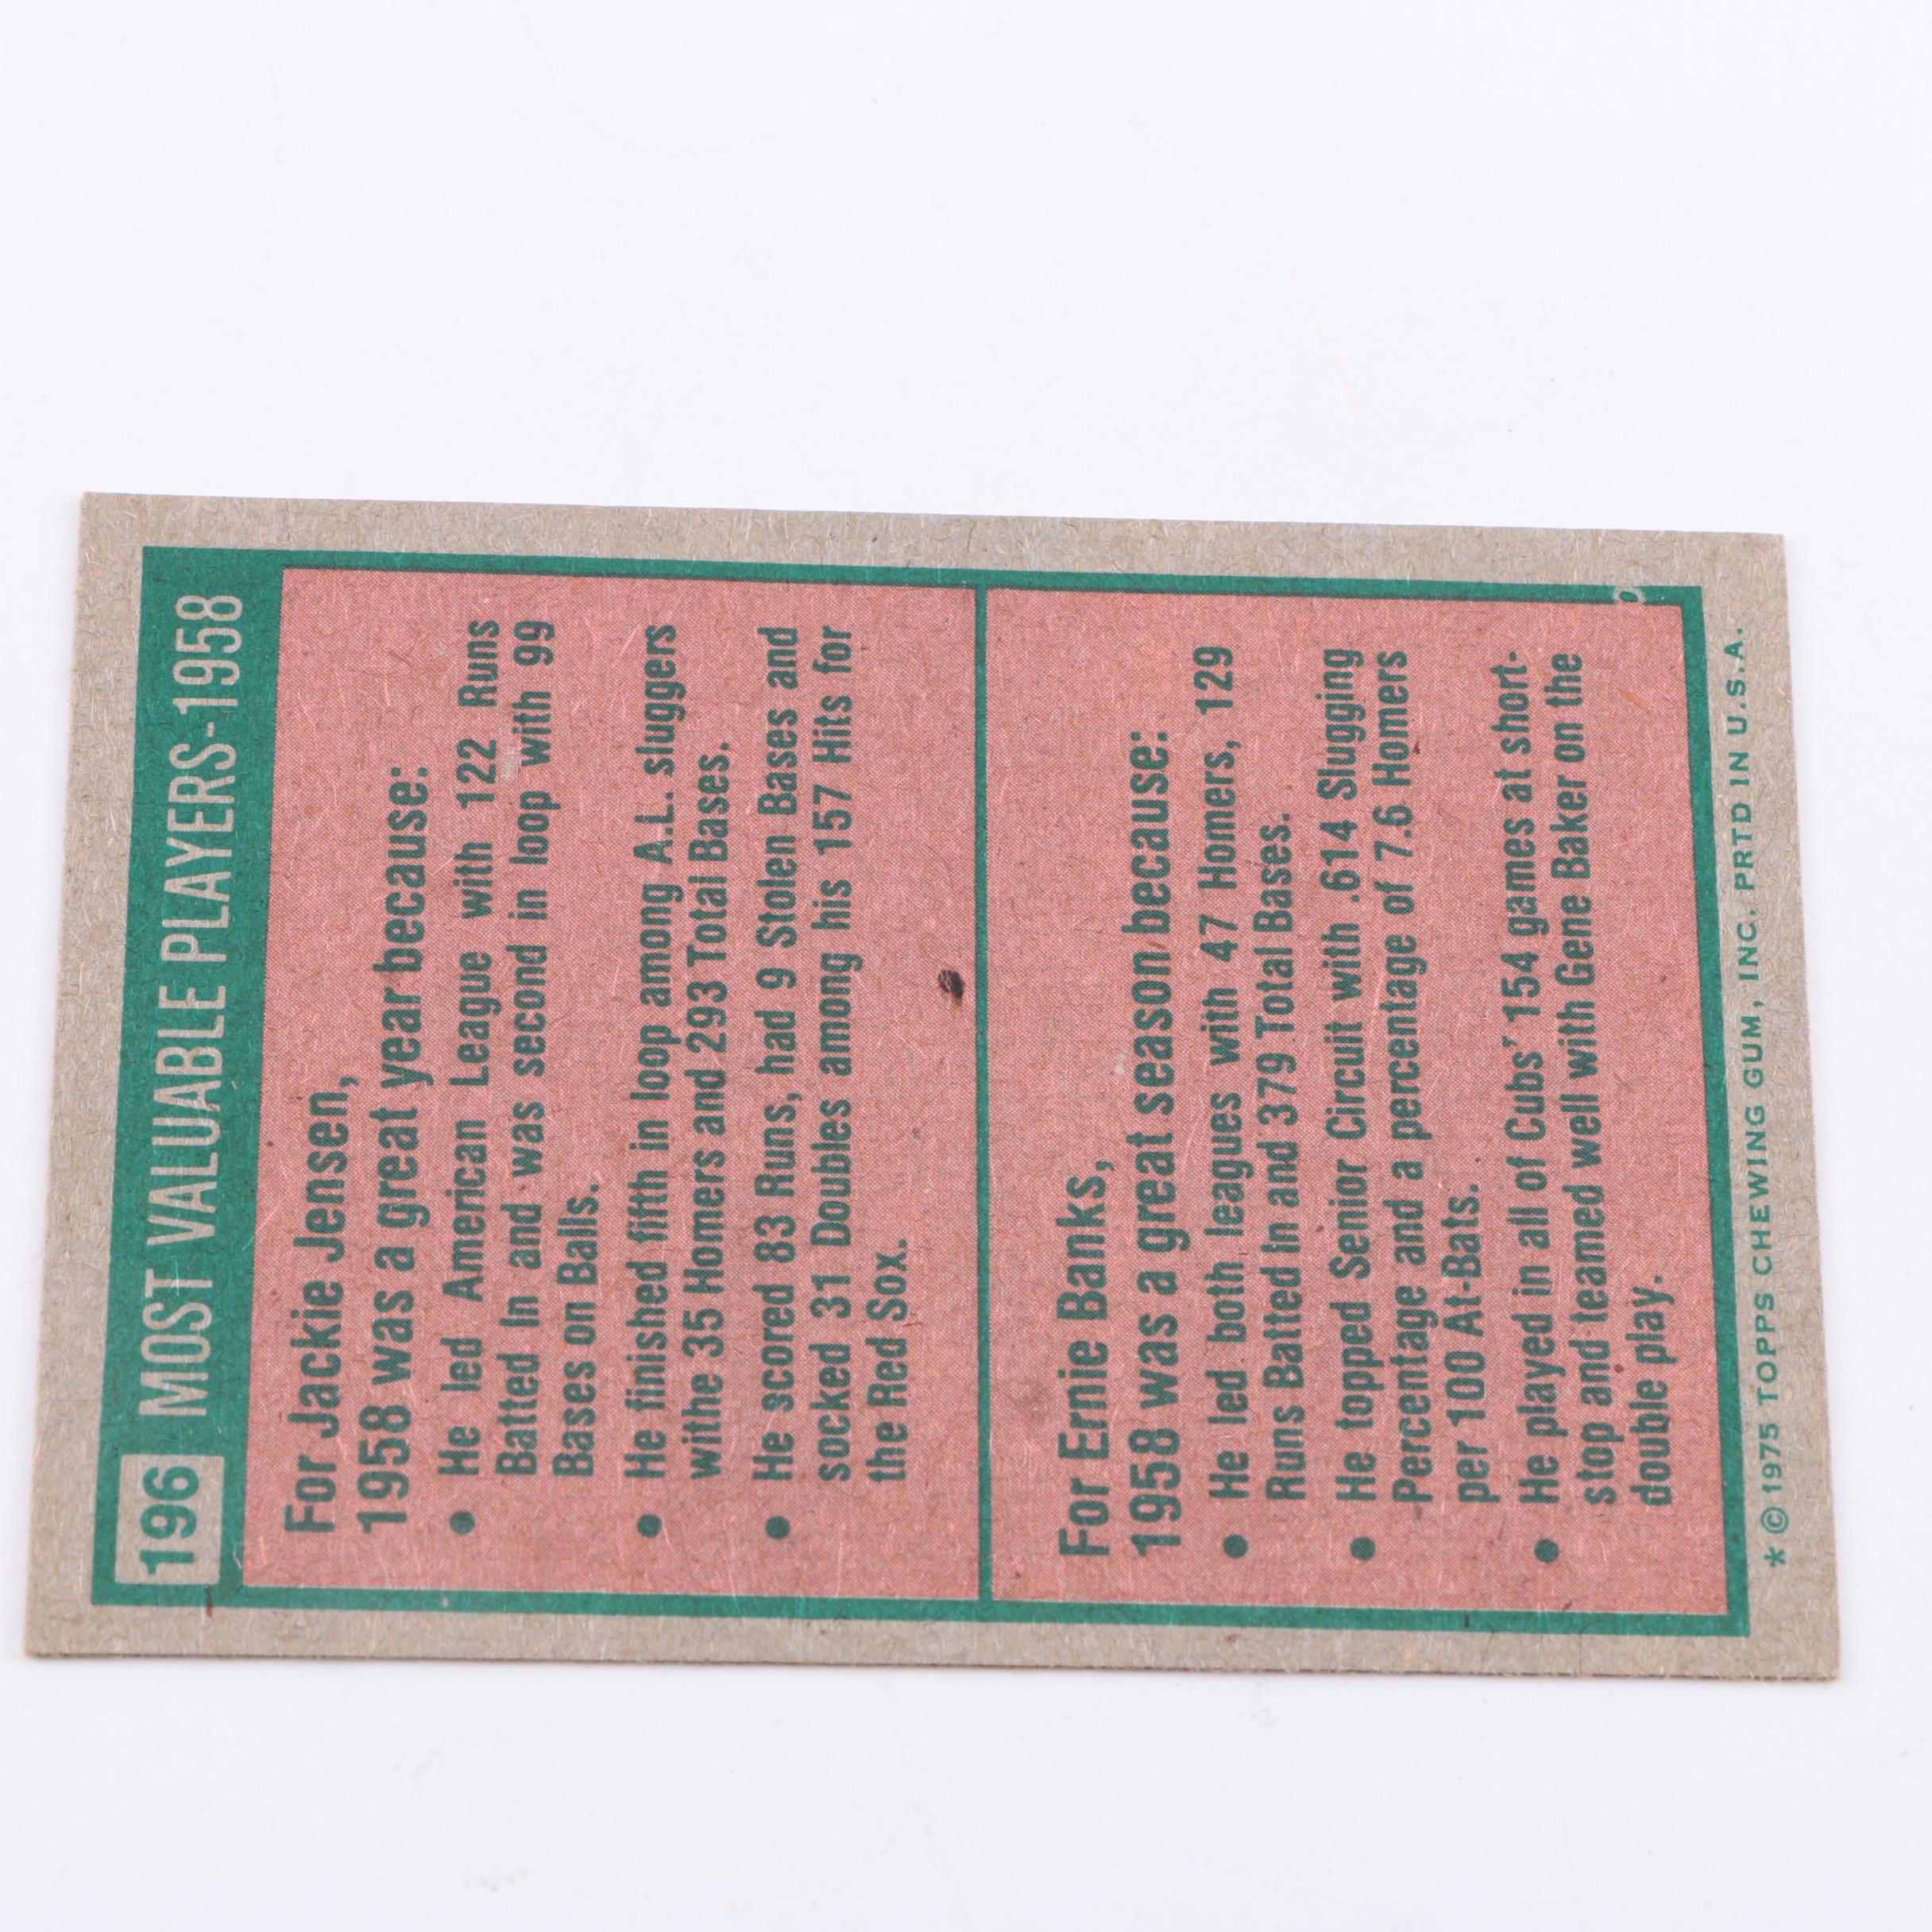 196 MOST VALUABLE PLAYERS-1958
For Jackie Jensen,
1958 was a great year because:
● He led American League with 122 Runs
Batted In and was second in loop with 99
Bases on Balls.
● He finished fifth in loop among A.L. sluggers
withe 35 Homers and 293 Total Bases.
● He scored 83 Runs, had 9 Stolen Bases and
socked 31 Doubles among his 157 Hits for
the Red Sox.
For Ernie Banks,
1958 was a great season because:
● He led both leagues with 47 Homers, 129
Runs Batted In and 379 Total Bases.
● He topped Senior Circuit with .614 Slugging
Percentage and a percentage of 7.6 Homers
per 100 At-Bats.
● He played in all of Cubs' 154 games at short-
stop and teamed well with Gene Baker on the
double play.
* © 1975 TOPPS CHEWING GUM, INC. PRTD IN U.S.A.